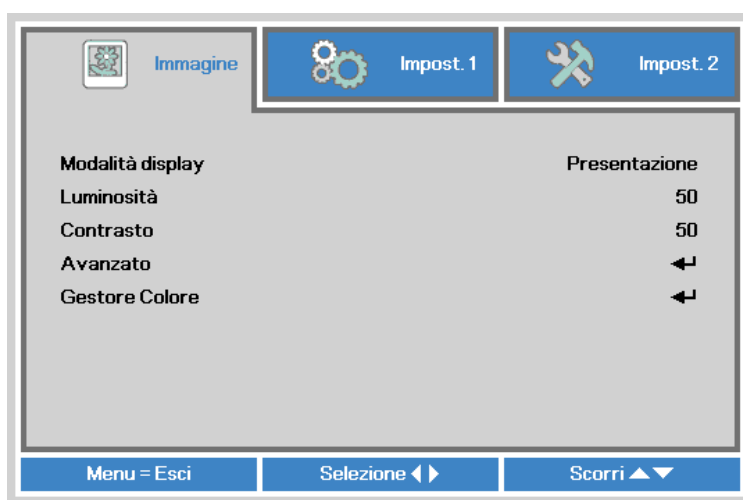 Immagine
Impost. 1
Impost. 2
Modalità display Presentazione
Luminosità 50
Contrasto 50
Avanzato
Gestore Colore
Menu = Esci
Selezione
Scorri